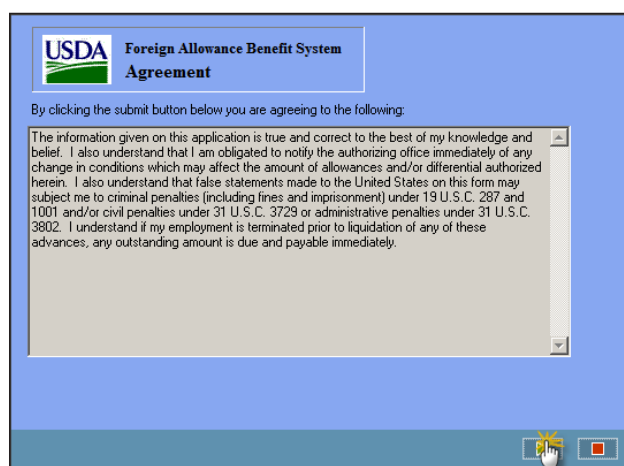 USDA
Foreign Allowance Benefit System
Agreement
By clicking the submit button below you are agreeing to the following:
The information given on this application is true and correct to the best of my knowledge and
belief.  I also understand that I am obligated to notify the authorizing office immediately of any
change in conditions which may affect the amount of allowances and/or differential authorized
herein.  I also understand that false statements made to the United States on this form may
subject me to criminal penalties (including fines and imprisonment) under 19 U.S.C. 287 and
1001 and/or civil penalties under 31 U.S.C. 3729 or administrative penalties under 31 U.S.C.
3802.  I understand if my employment is terminated prior to liquidation of any of these
advances, any outstanding amount is due and payable immediately.